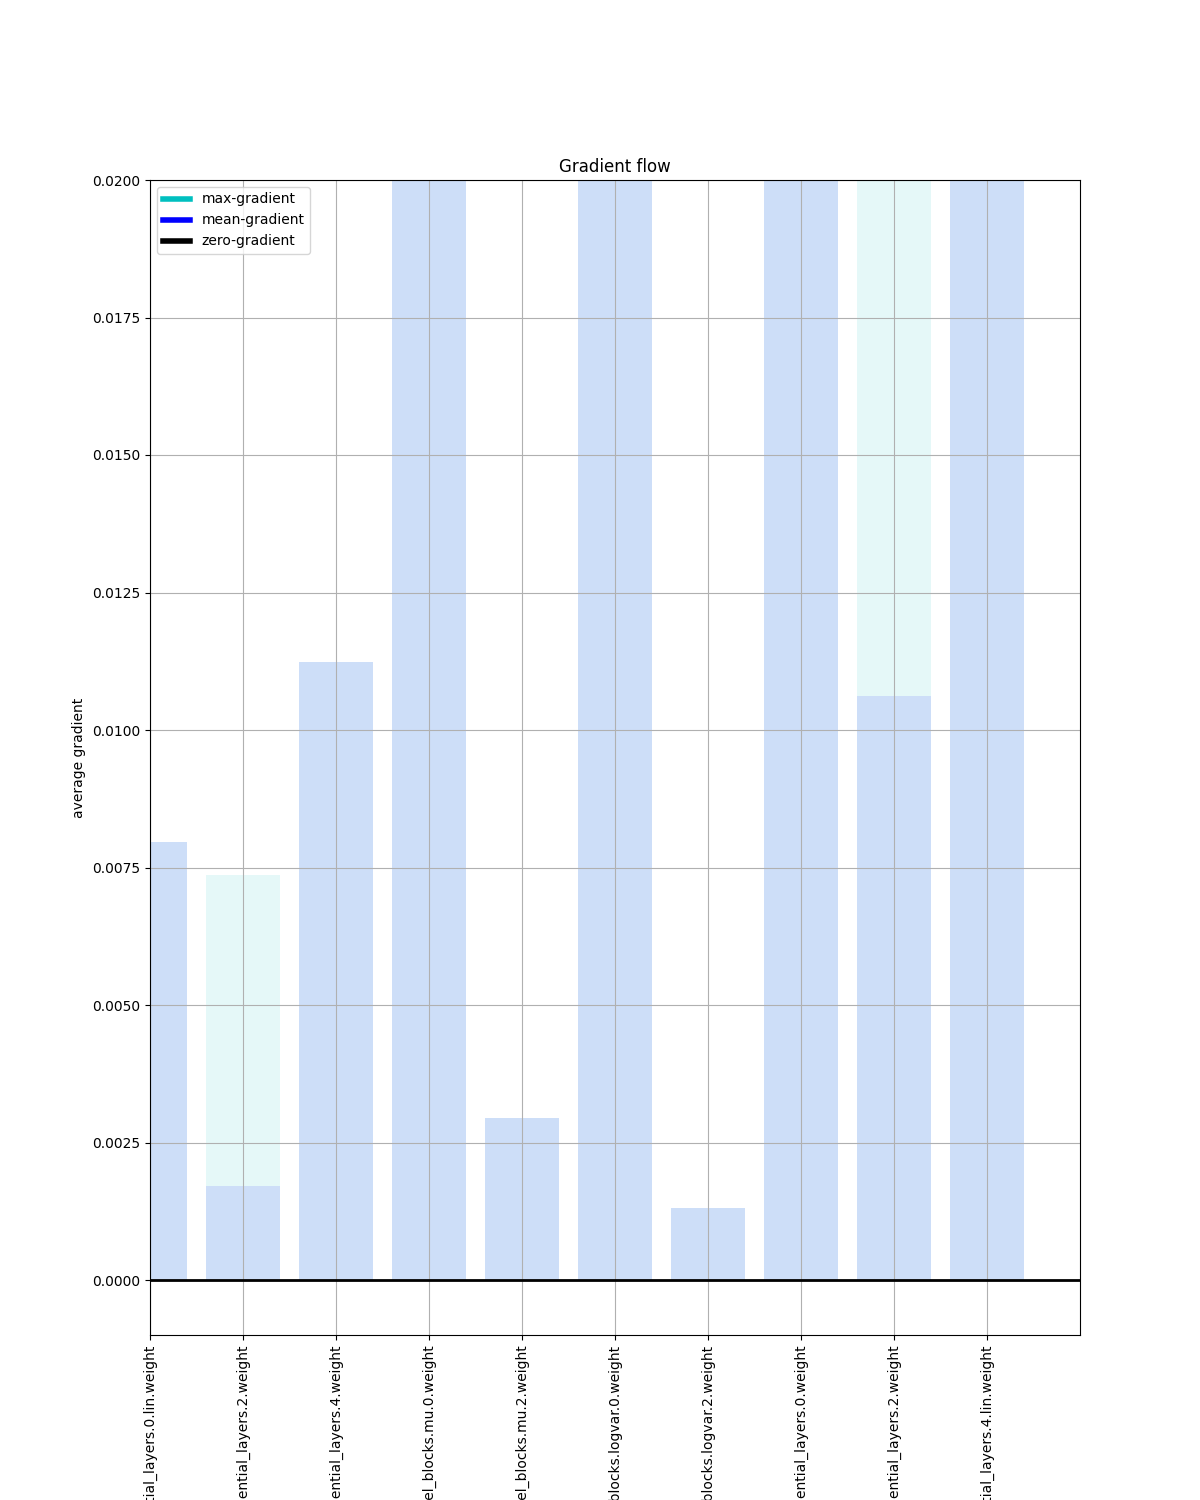 Gradient flow
max-gradient
mean-gradient
zero-gradient
0.0200
0.0175
0.0150
0.0125
0.0100
0.0075
0.0050
0.0025
0.0000
average gradient
tial_layers.0.lin.weight
ential_layers.2.weight
ential_layers.4.weight
el_blocks.mu.0.weight
el_blocks.mu.2.weight
blocks.logvar.0.weight
blocks.logvar.2.weight
ential_layers.0.weight
ential_layers.2.weight
tial_layers.4.lin.weight